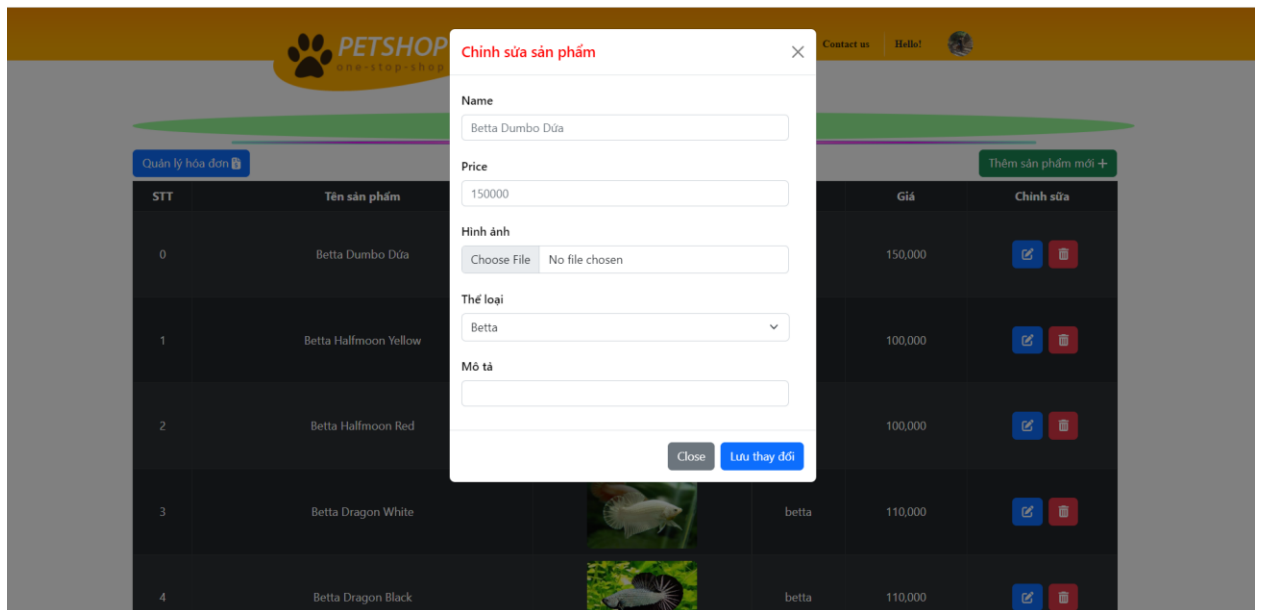 PETSHOP
one-stop-shop
Contact us
Hello!
Chỉnh sửa sản phẩm
Name
Betta Dumbo Dứa
Price
150000
Hình ảnh
Choose File No file chosen
Thể loại
Betta
Mô tả
Close
Lưu thay đổi
Quản lý hóa đơn
Thêm sản phẩm mới
STT Tên sản phẩm Giá Chỉnh sửa
0 Betta Dumbo Dứa 150,000
1 Betta Halfmoon Yellow 100,000
2 Betta Halfmoon Red 100,000
3 Betta Dragon White betta 110,000
4 Betta Dragon Black betta 110,000